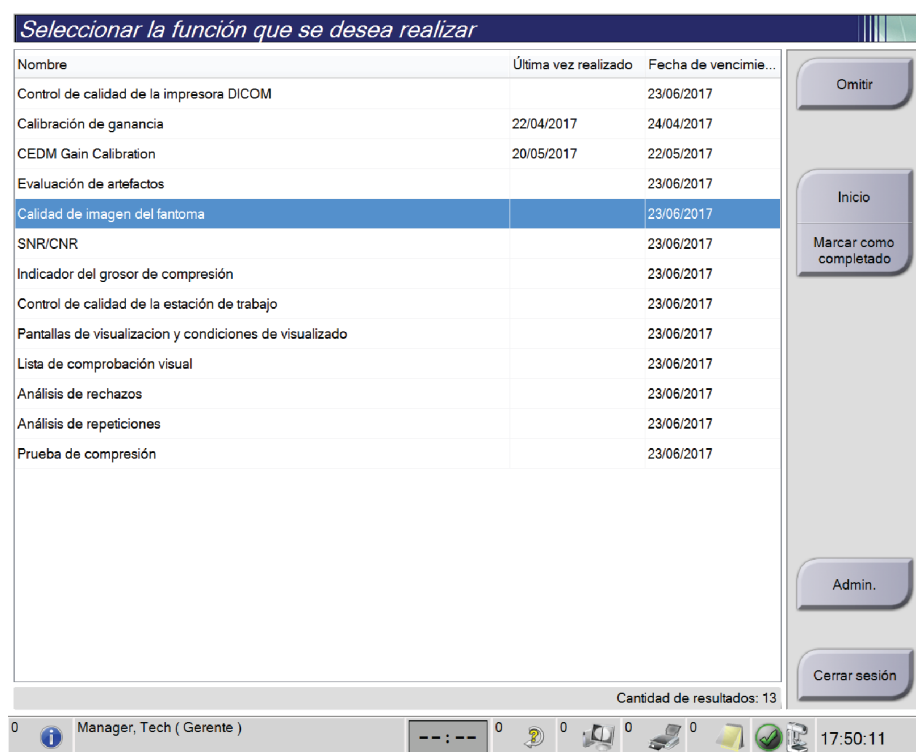 Seleccionar la función que se desea realizar
Nombre Última vez realizado Fecha de vencimie...
Control de calidad de la impresora DICOM 23/06/2017
Calibración de ganancia 22/04/2017 24/04/2017
CEDM Gain Calibration 20/05/2017 22/05/2017
Evaluación de artefactos 23/06/2017
Calidad de imagen del fantoma 23/06/2017
SNR/CNR 23/06/2017
Indicador del grosor de compresión 23/06/2017
Control de calidad de la estación de trabajo 23/06/2017
Pantallas de visualizacion y condiciones de visualizado 23/06/2017
Lista de comprobación visual 23/06/2017
Análisis de rechazos 23/06/2017
Análisis de repeticiones 23/06/2017
Prueba de compresión 23/06/2017
Cantidad de resultados: 13
Omitir
Inicio
Marcar como
completado
Admin.
Cerrar sesión
0 Manager, Tech ( Gerente ) --:-- 0 0 0 0 17:50:11